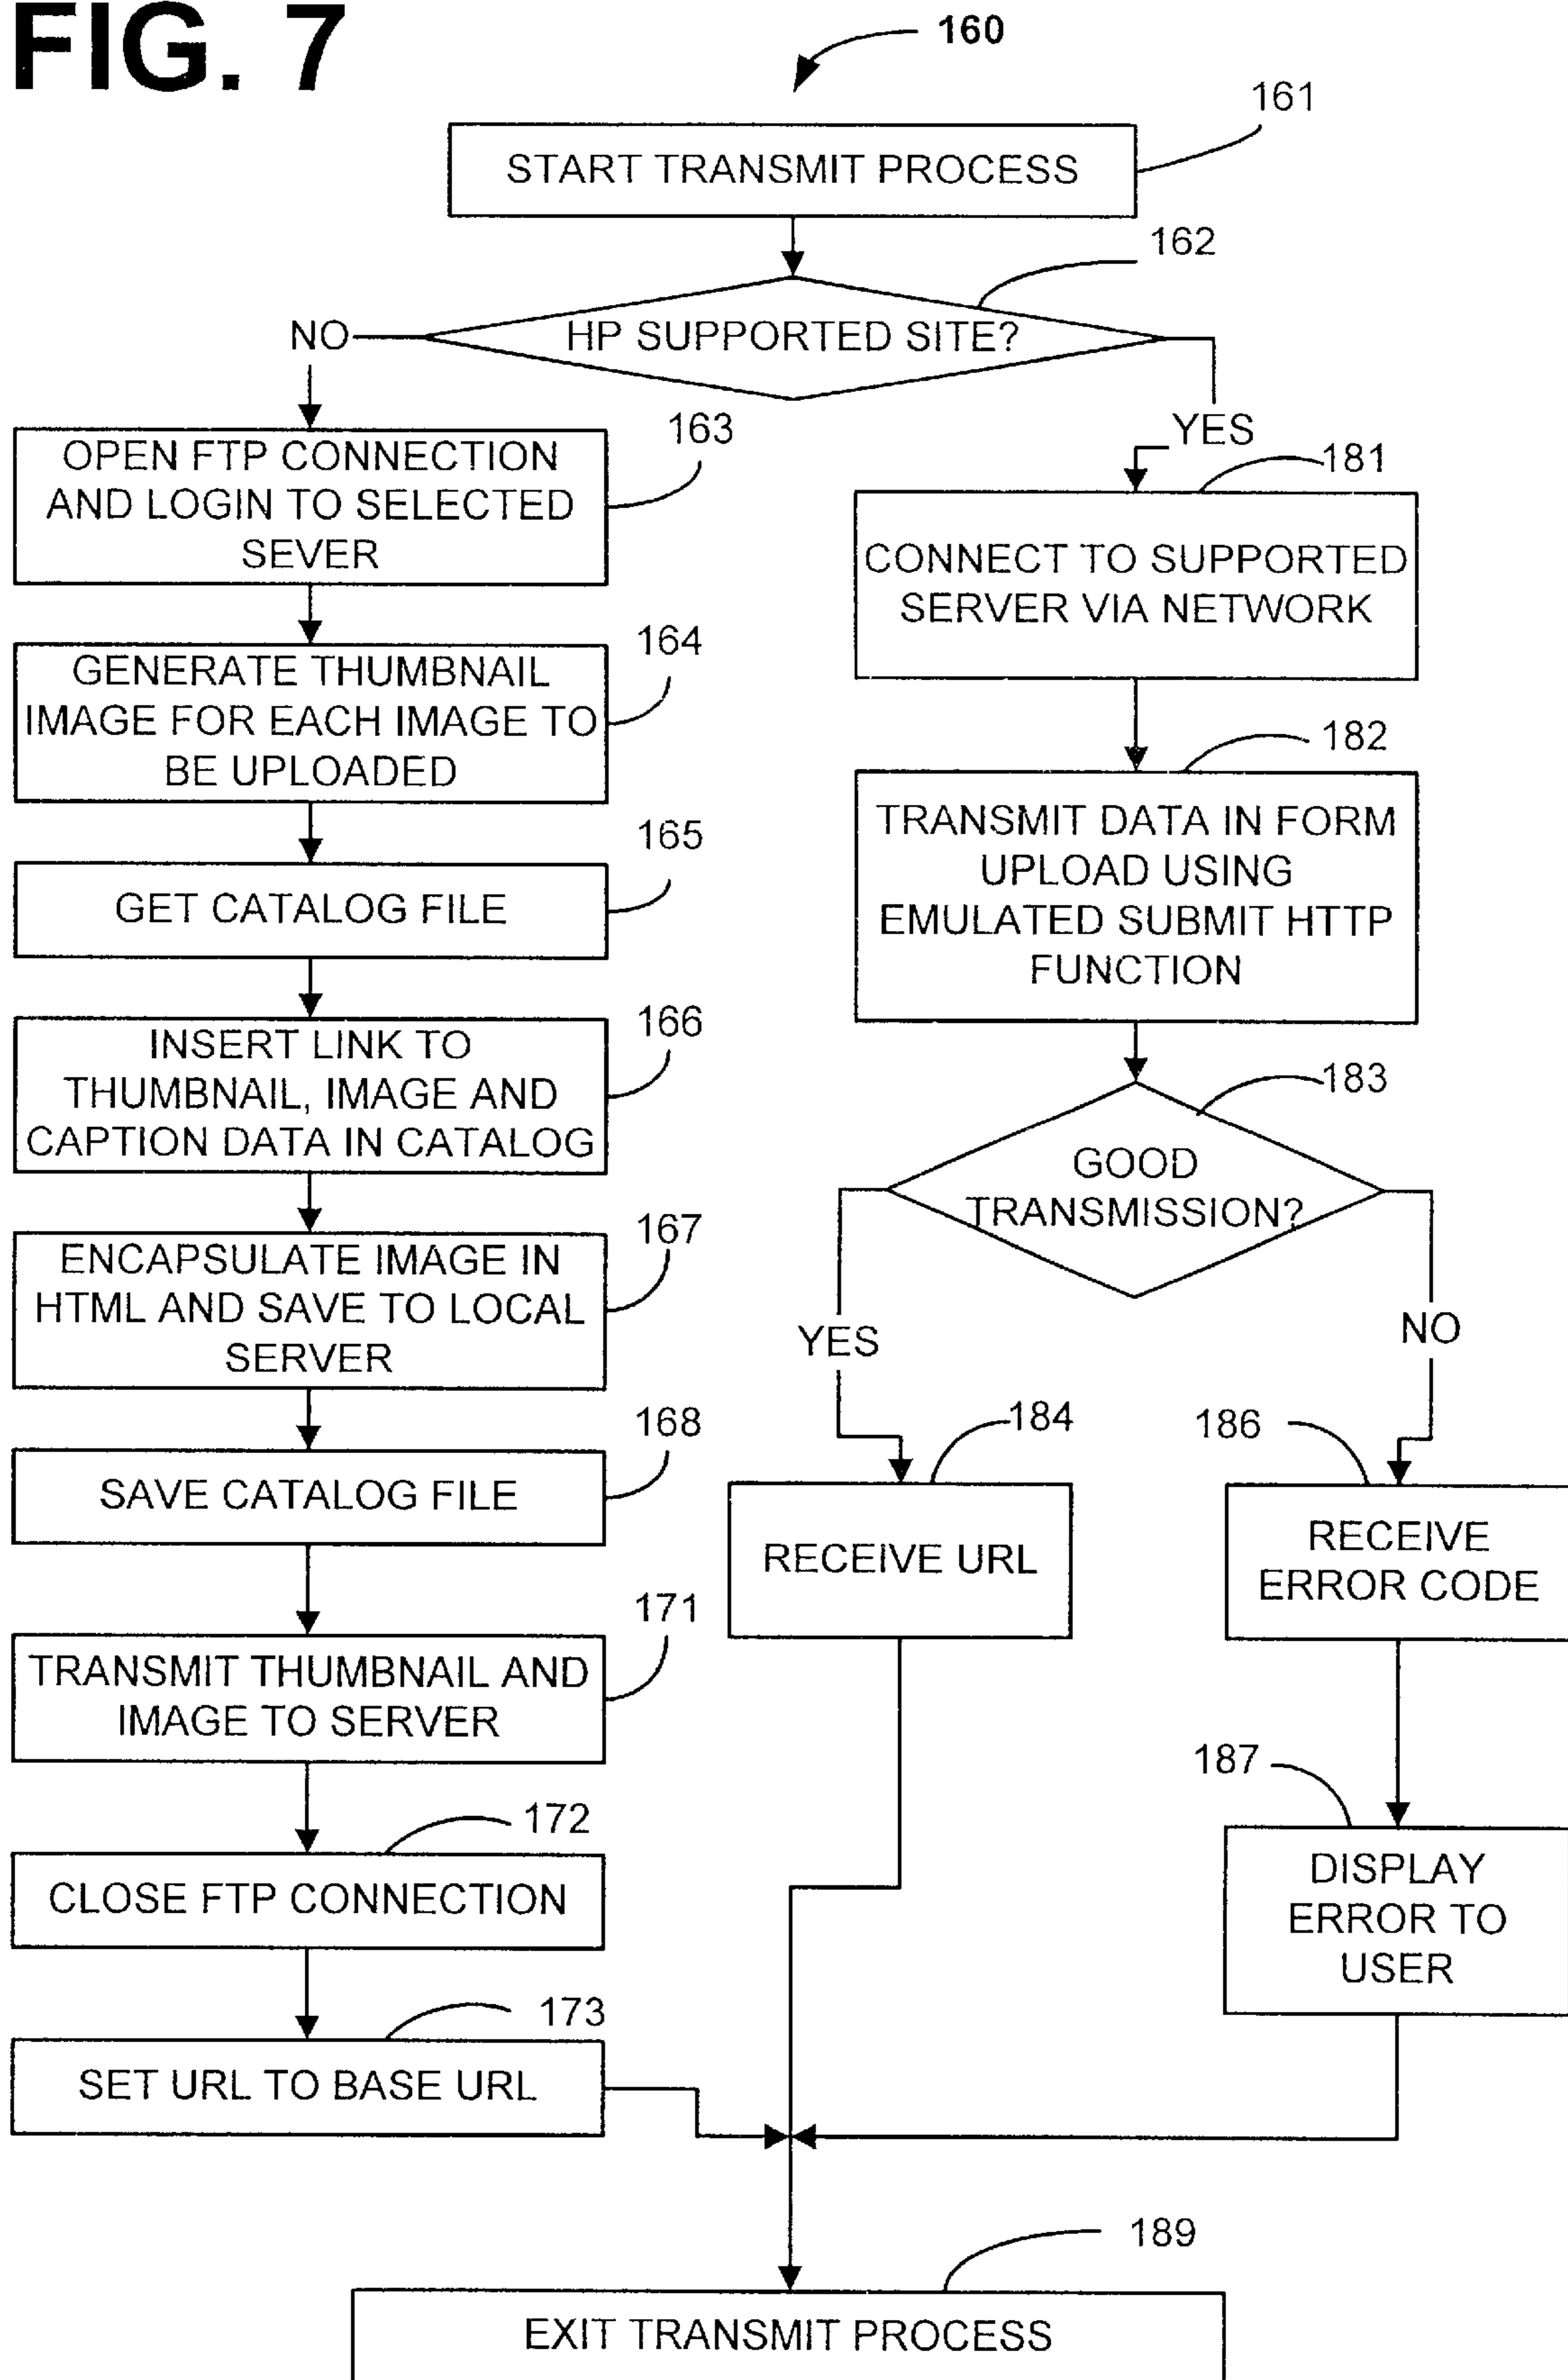 FIG. 7
160
161
START TRANSMIT PROCESS
162
HP SUPPORTED SITE?
NO
YES
163
OPEN FTP CONNECTION
AND LOGIN TO SELECTED
SEVER
164
GENERATE THUMBNAIL
IMAGE FOR EACH IMAGE TO
BE UPLOADED
165
GET CATALOG FILE
166
INSERT LINK TO
THUMBNAIL, IMAGE AND
CAPTION DATA IN CATALOG
167
ENCAPSULATE IMAGE IN
HTML AND SAVE TO LOCAL
SERVER
168
SAVE CATALOG FILE
171
TRANSMIT THUMBNAIL AND
IMAGE TO SERVER
172
CLOSE FTP CONNECTION
173
SET URL TO BASE URL
181
CONNECT TO SUPPORTED
SERVER VIA NETWORK
182
TRANSMIT DATA IN FORM
UPLOAD USING
EMULATED SUBMIT HTTP
FUNCTION
183
GOOD
TRANSMISSION?
YES
NO
184
RECEIVE URL
186
RECEIVE
ERROR CODE
187
DISPLAY
ERROR TO
USER
189
EXIT TRANSMIT PROCESS